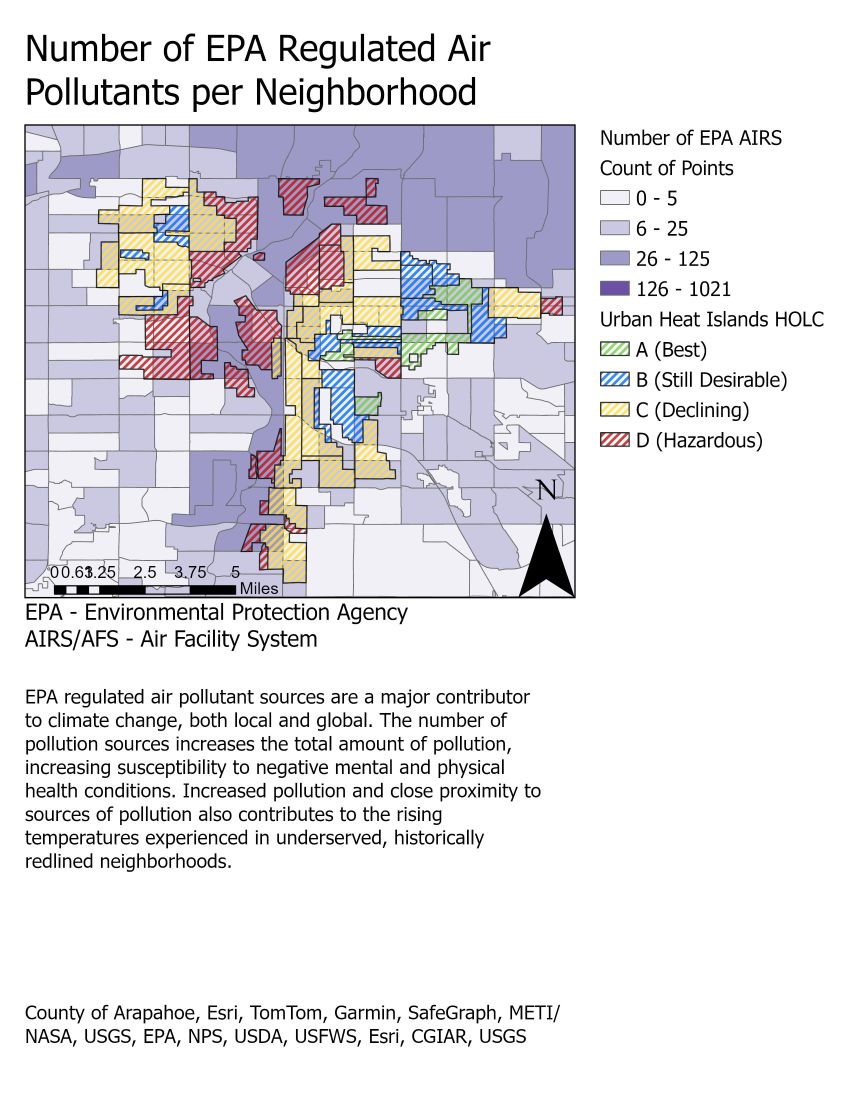 Number of EPA Regulated Air
Pollutants per Neighborhood
Number of EPA AIRS
Count of Points
0 - 5
6 - 25
26 - 125
126 - 1021
Urban Heat Islands HOLC
A (Best)
B (Still Desirable)
C (Declining)
D (Hazardous)
N
0 0.63 1.25 2.5 3.75 5
Miles
EPA - Environmental Protection Agency
AIRS/AFS - Air Facility System
EPA regulated air pollutant sources are a major contributor
to climate change, both local and global. The number of
pollution sources increases the total amount of pollution,
increasing susceptibility to negative mental and physical
health conditions. Increased pollution and close proximity to
sources of pollution also contributes to the rising
temperatures experienced in underserved, historically
redlined neighborhoods.
County of Arapahoe, Esri, TomTom, Garmin, SafeGraph, METI/
NASA, USGS, EPA, NPS, USDA, USFWS, Esri, CGIAR, USGS